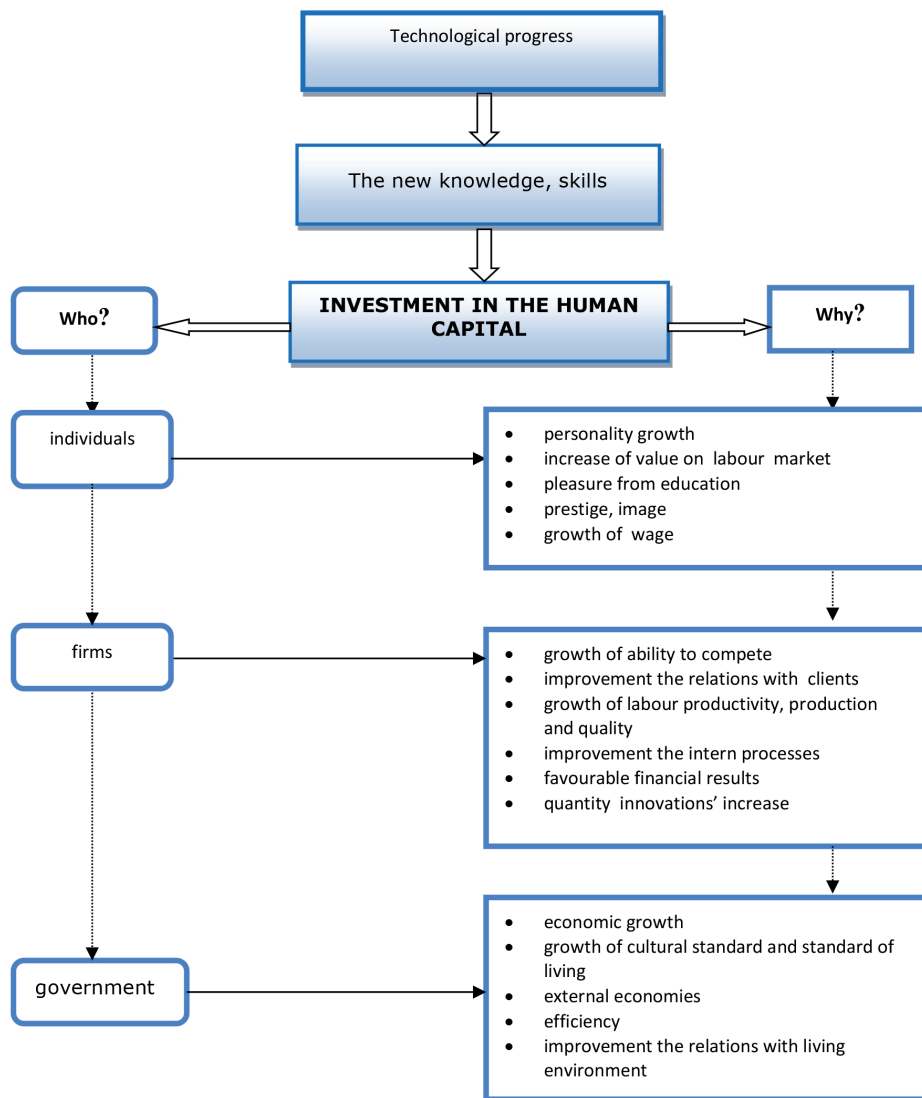 Technological progress
The new knowledge, skills
INVESTMENT IN THE HUMAN
CAPITAL
Who?
Why?
individuals
• personality growth
• increase of value on labour market
• pleasure from education
• prestige, image
• growth of wage
firms
• growth of ability to compete
• improvement the relations with clients
• growth of labour productivity, production
and quality
• improvement the intern processes
• favourable financial results
• quantity innovations’ increase
government
• economic growth
• growth of cultural standard and standard of
living
• external economies
• efficiency
• improvement the relations with living
environment